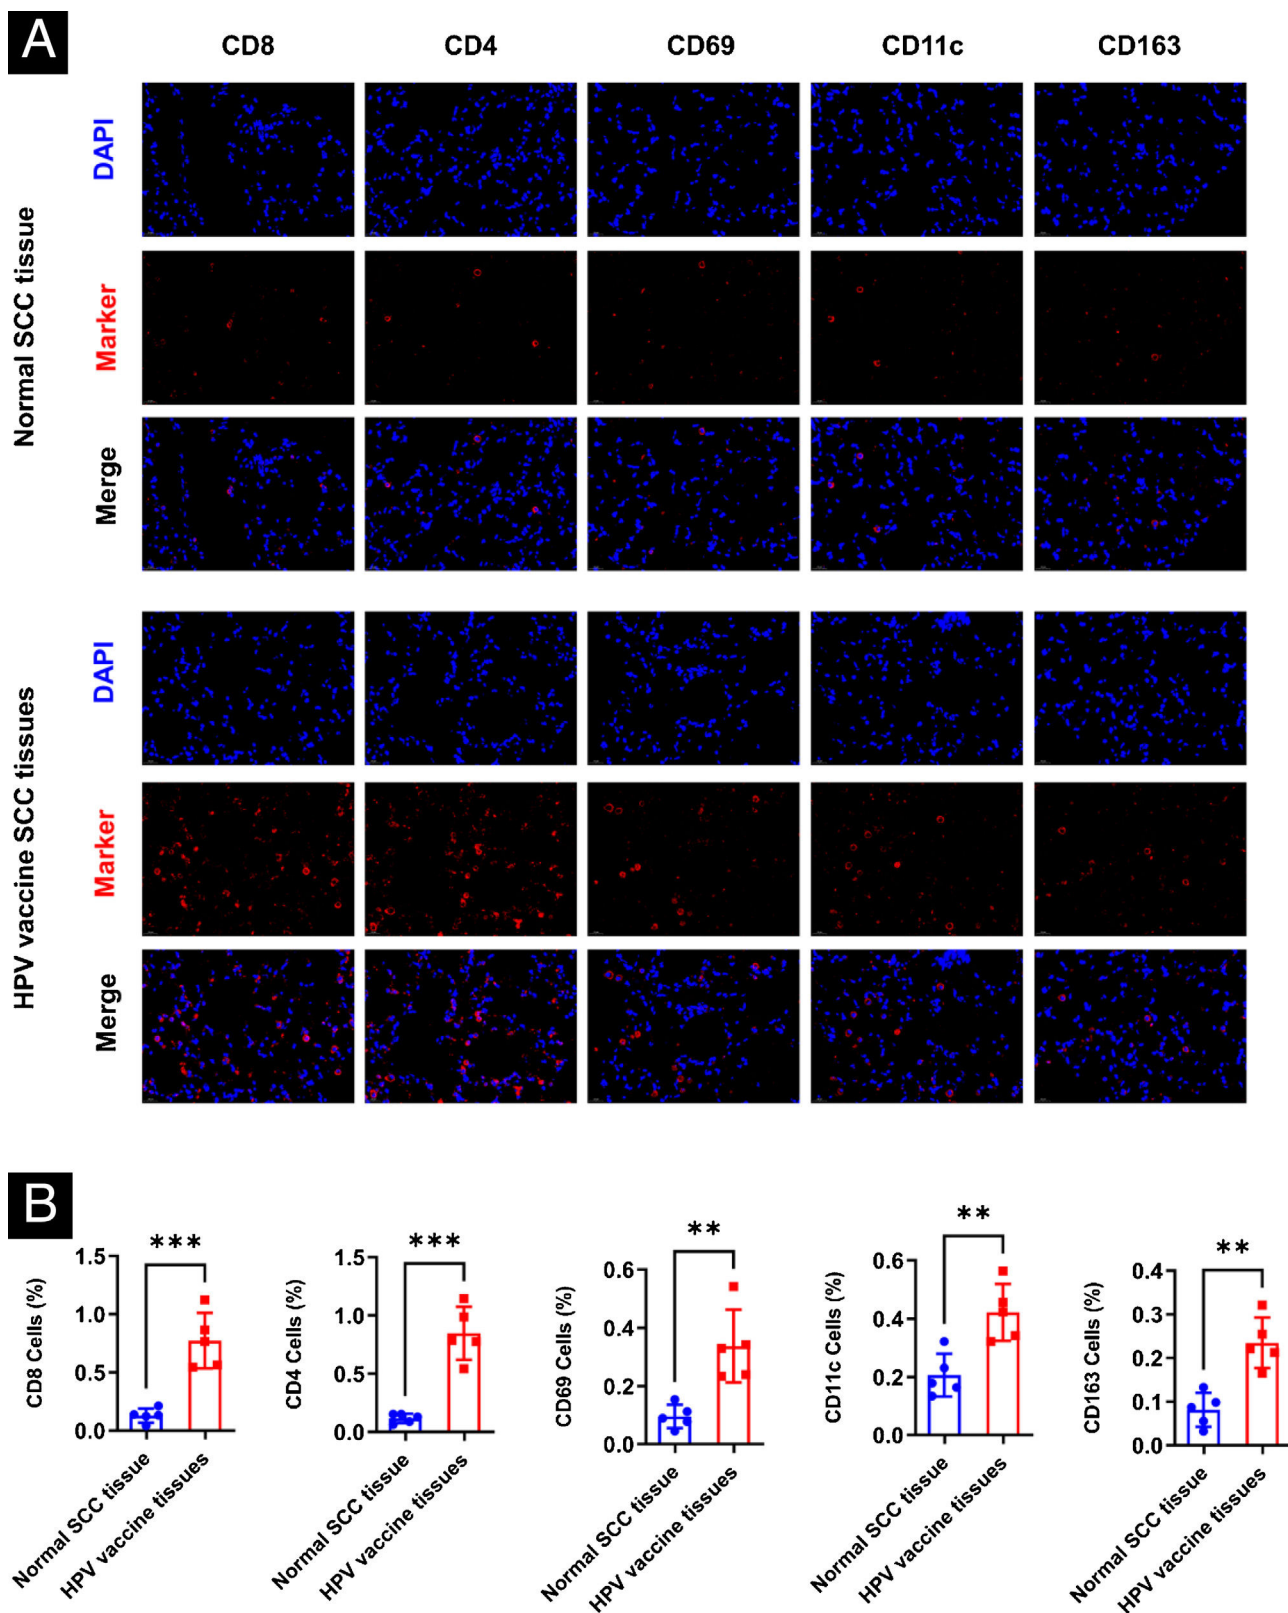 A
CD8 CD4 CD69 CD11c CD163
Normal SCC tissue
DAPI
Marker
Merge
HPV vaccine SCC tissues
DAPI
Marker
Merge
B
***
CD8 Cells (%)
1.5
1.0
0.5
0.0
Normal SCC tissue
HPV vaccine tissues
***
CD4 Cells (%)
1.5
1.0
0.5
0.0
Normal SCC tissue
HPV vaccine tissues
**
CD69 Cells (%)
0.6
0.4
0.2
0.0
Normal SCC tissue
HPV vaccine tissues
**
CD11c Cells (%)
0.6
0.4
0.2
0.0
Normal SCC tissue
HPV vaccine tissues
**
CD163 Cells (%)
0.4
0.3
0.2
0.1
0.0
Normal SCC tissue
HPV vaccine tissues